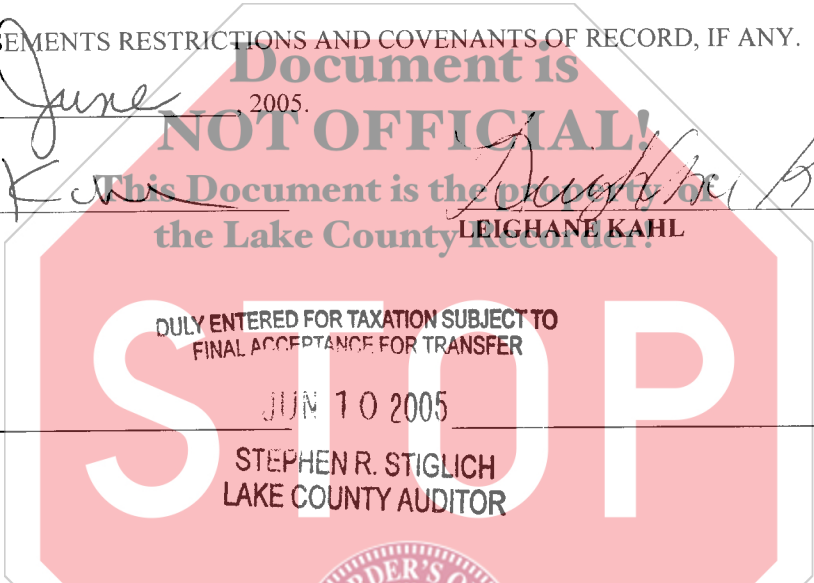 EMENTS RESTRICTIONS AND COVENANTS OF RECORD, IF ANY.
Document is
June, 2005.
NOT OFFICIAL!
This Document is the property of
the Lake County Recorder!
LEIGHANE KAHL
STOP
DULY ENTERED FOR TAXATION SUBJECT TO
FINAL ACCEPTANCE FOR TRANSFER
JUN 10 2005
STEPHEN R. STIGLICH
LAKE COUNTY AUDITOR
RDER'S O